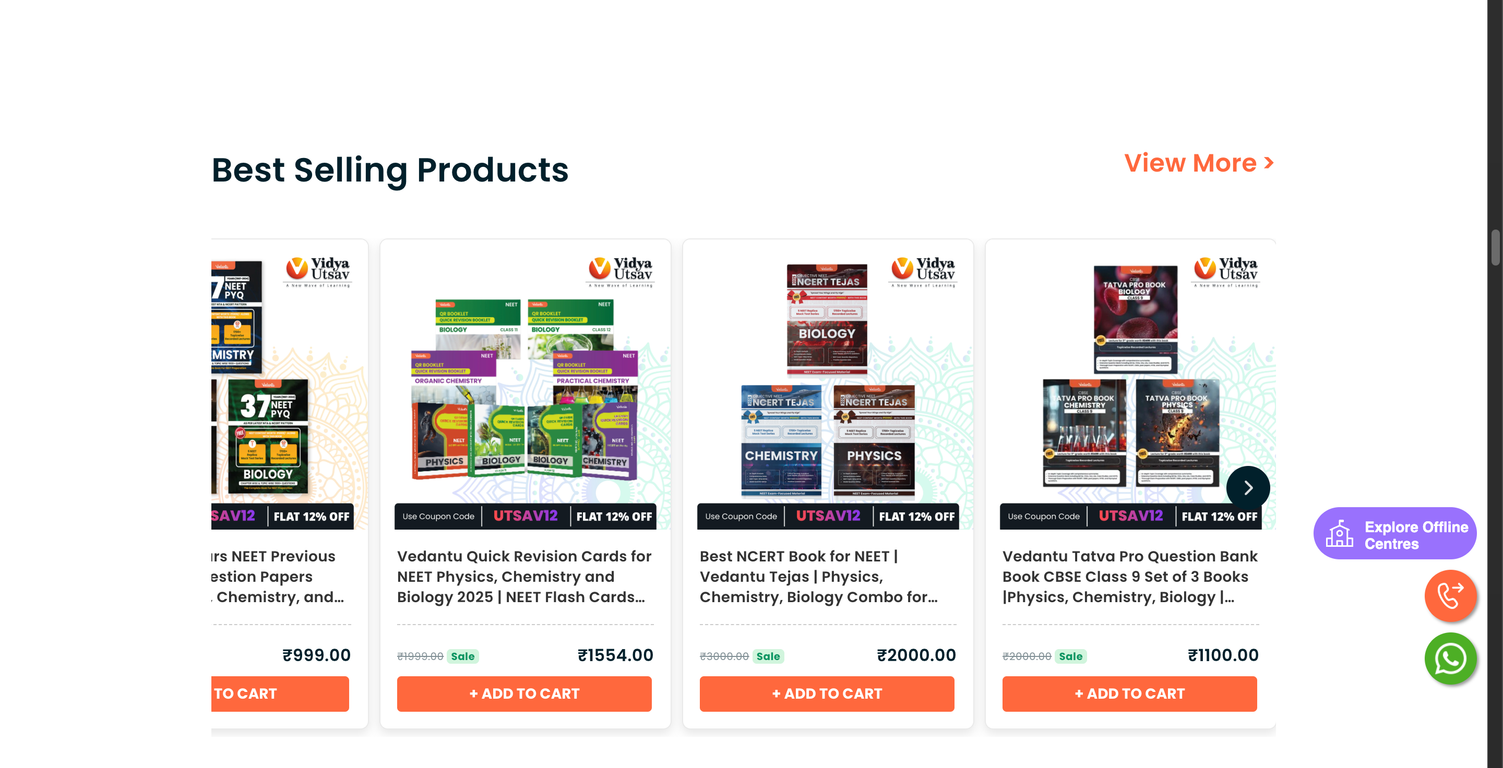 Best Selling Products
View More >
Vidya
Utsav
A New Wave of Learning
7 NEET
PYQ
MISTRY
37 NEET
PYQ
BIOLOGY
SAV12 | FLAT 12% OFF
rs NEET Previous
estion Papers
, Chemistry, and...
₹999.00
TO CART
Vidya
Utsav
A New Wave of Learning
NEET
QR BOOKLET
QUICK REVISION BOOKLET
BIOLOGY CLASS 11
NEET
QR BOOKLET
QUICK REVISION BOOKLET
BIOLOGY CLASS 12
NEET
QR BOOKLET
QUICK REVISION BOOKLET
ORGANIC CHEMISTRY
NEET
QR BOOKLET
QUICK REVISION BOOKLET
PRACTICAL CHEMISTRY
NEET
PHYSICS
NEET
BIOLOGY
NEET
NEET
CHEMISTRY
Use Coupon Code | UTSAV12 | FLAT 12% OFF
Vedantu Quick Revision Cards for
NEET Physics, Chemistry and
Biology 2025 | NEET Flash Cards...
₹1999.00 Sale ₹1554.00
+ ADD TO CART
Vidya
Utsav
A New Wave of Learning
NCERT TEJAS
BIOLOGY
NCERT TEJAS
CHEMISTRY
NCERT TEJAS
PHYSICS
Use Coupon Code | UTSAV12 | FLAT 12% OFF
Best NCERT Book for NEET |
Vedantu Tejas | Physics,
Chemistry, Biology Combo for...
₹3000.00 Sale ₹2000.00
+ ADD TO CART
Vidya
Utsav
A New Wave of Learning
TATVA PRO BOOK
BIOLOGY
CLASS 9
TATVA PRO BOOK
CHEMISTRY
CLASS 9
TATVA PRO BOOK
PHYSICS
CLASS 9
Use Coupon Code | UTSAV12 | FLAT 12% OFF
Vedantu Tatva Pro Question Bank
Book CBSE Class 9 Set of 3 Books
|Physics, Chemistry, Biology |...
₹2000.00 Sale ₹1100.00
+ ADD TO CART
Explore Offline
Centres